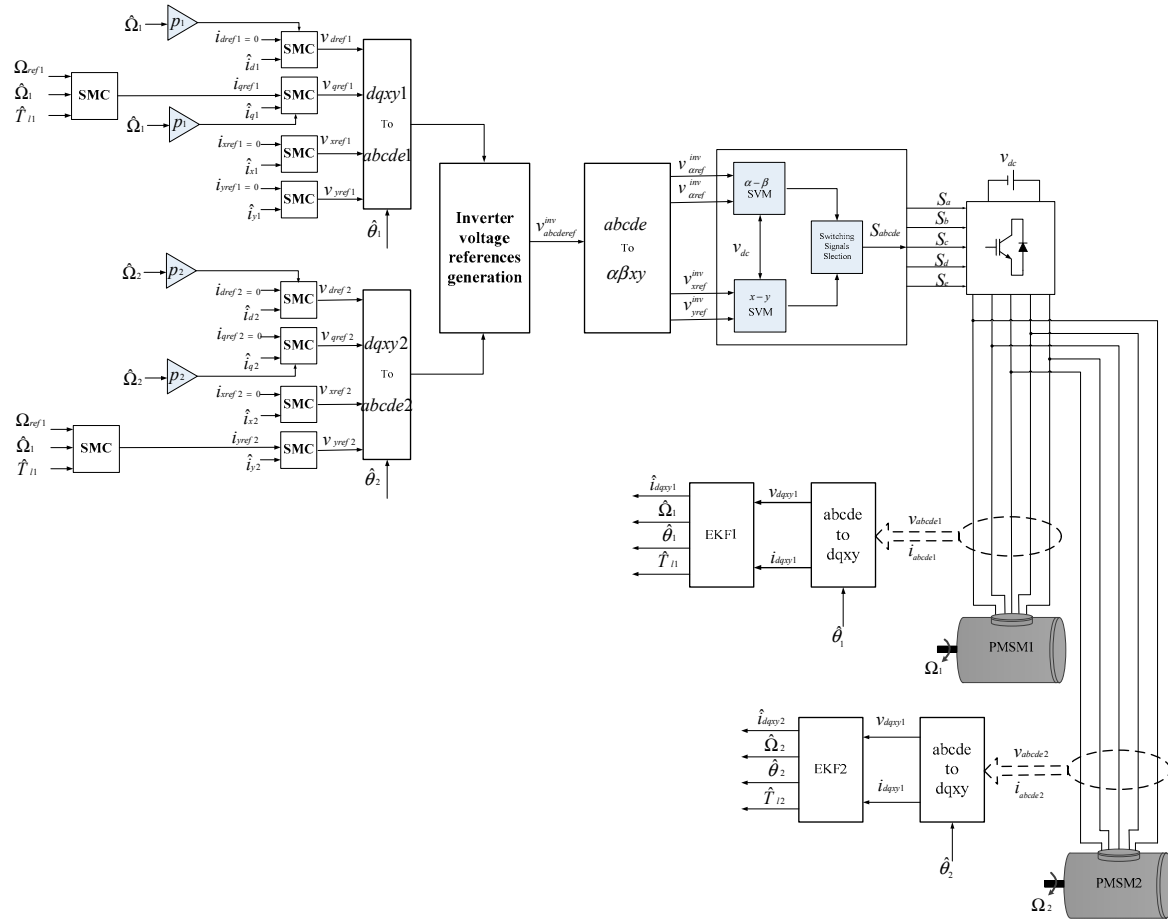 Ω̂1
p1
idref1 = 0
SMC
vdref1
îd1
Ωref1
Ω̂1
T̂l1
SMC
iqref1
SMC
vqref1
îq1
Ω̂1
p1
ixref1 = 0
SMC
vxref1
îx1
iyref1 = 0
SMC
vyref1
îy1
dqxy1
To
abcde1
θ̂1
Ω̂2
p2
idref2 = 0
SMC
vdref2
îd2
iqref2 = 0
SMC
vqref2
îq2
Ω̂2
p2
ixref2 = 0
SMC
vxref2
îx2
Ωref1
Ω̂1
T̂l1
SMC
iyref2
SMC
vyref2
îy2
dqxy2
To
abcde2
θ̂2
Inverter
voltage
references
generation
v inv abcderef
abcde
To
αβxy
v inv αref
v inv αref
v inv xref
v inv yref
α−β
SVM
vdc
x−y
SVM
Switching
Signals
Slection
Sabcde
Sa
Sb
Sc
Sd
Se
vdc
îdqxy1
Ω̂1
θ̂1
T̂l1
EKF1
vdqxy1
idqxy1
abcde
to
dqxy
θ̂1
vabcde1
iabcde1
PMSM1
Ω1
îdqxy2
Ω̂2
θ̂2
T̂l2
EKF2
vdqxy1
idqxy1
abcde
to
dqxy
θ̂2
vabcde2
iabcde2
PMSM2
Ω2